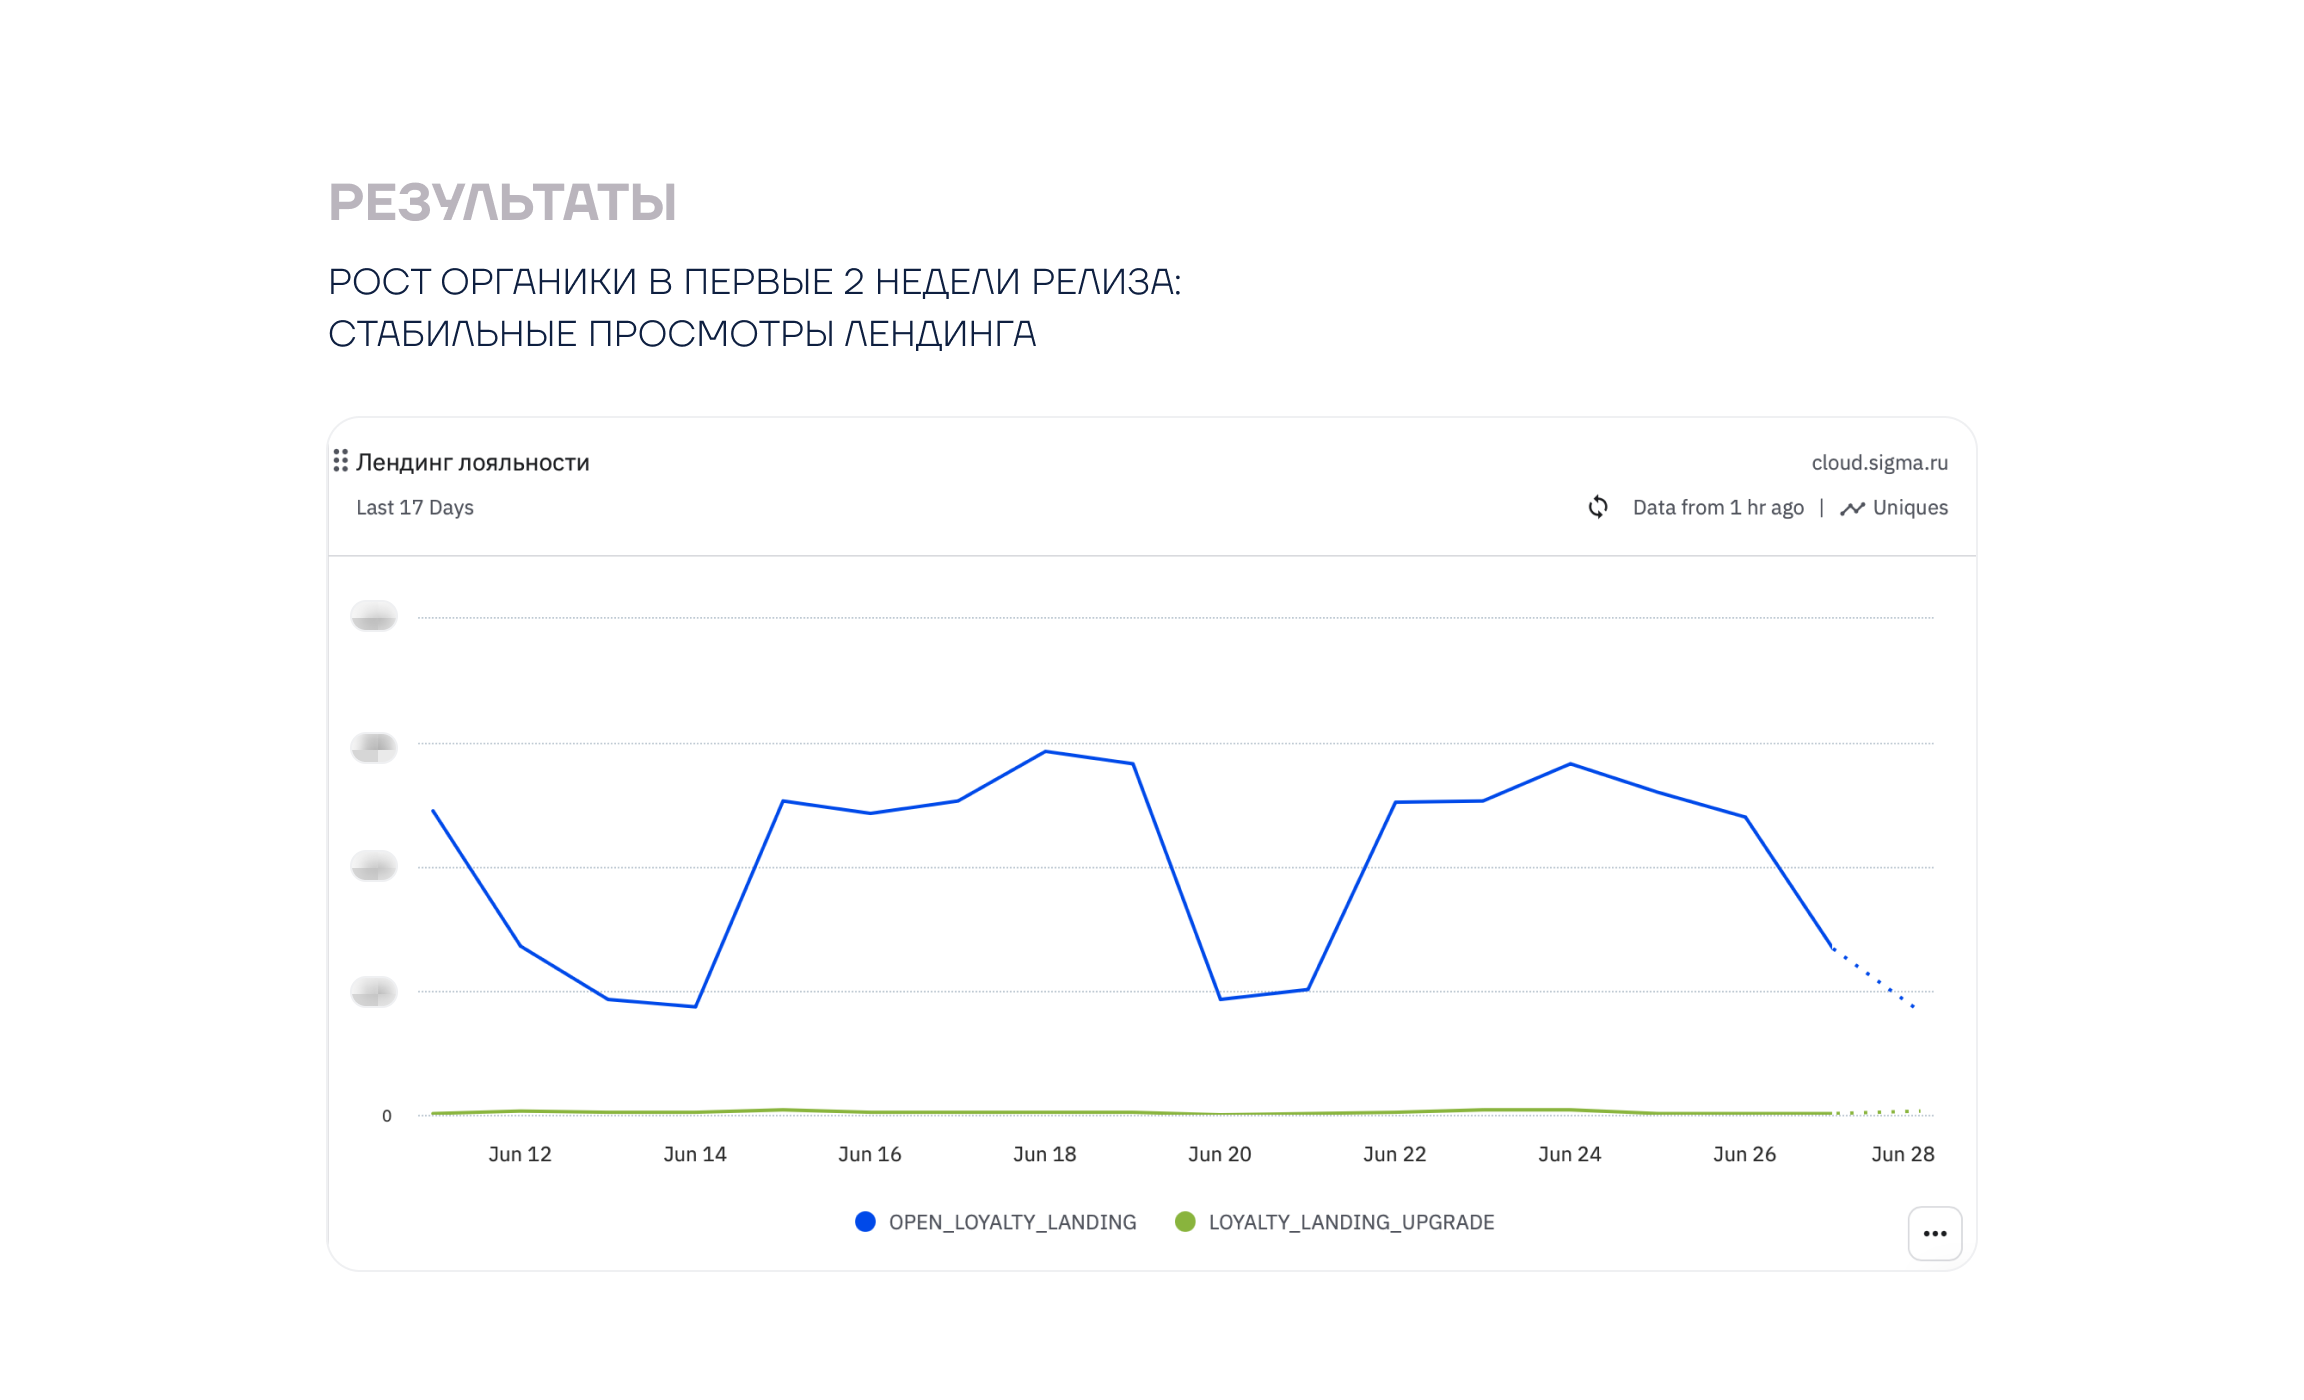 РЕЗУЛЬТАТЫ
РОСТ ОРГАНИКИ В ПЕРВЫЕ 2 НЕДЕЛИ РЕЛИЗА:
СТАБИЛЬНЫЕ ПРОСМОТРЫ ЛЕНДИНГА
Лендинг лояльности
cloud.sigma.ru
Last 17 Days
Data from 1 hr ago | Uniques
0
Jun 12 Jun 14 Jun 16 Jun 18 Jun 20 Jun 22 Jun 24 Jun 26 Jun 28
OPEN_LOYALTY_LANDING LOYALTY_LANDING_UPGRADE